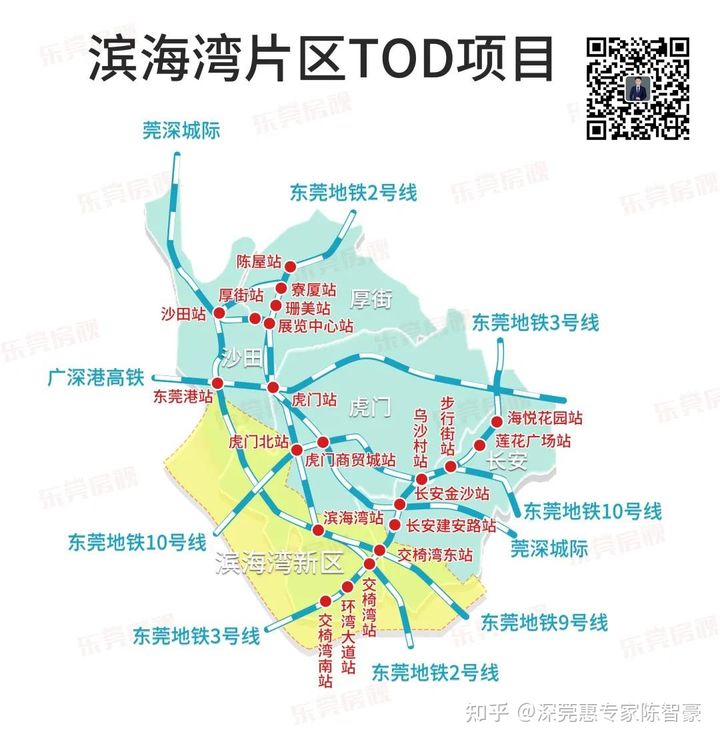 滨海湾片区TOD项目
莞深城际
东莞地铁2号线
陈屋站
厚街站
寮厦站
厚街
珊美站
沙田站
展览中心站
东莞地铁3号线
沙田
广深港高铁
东莞港站
虎门站
虎门
步行街站
乌沙村站
海悦花园站
莲花广场站
虎门北站
虎门商贸城站
长安
长安金沙站
东莞地铁10号线
滨海湾站
长安建安路站
东莞地铁10号线
莞深城际
滨海湾新区
交椅湾东站
交椅湾站
环湾大道站
交椅湾南站
东莞地铁9号线
东莞地铁3号线
东莞地铁2号线
东莞房视
知乎 @深莞惠专家陈智豪